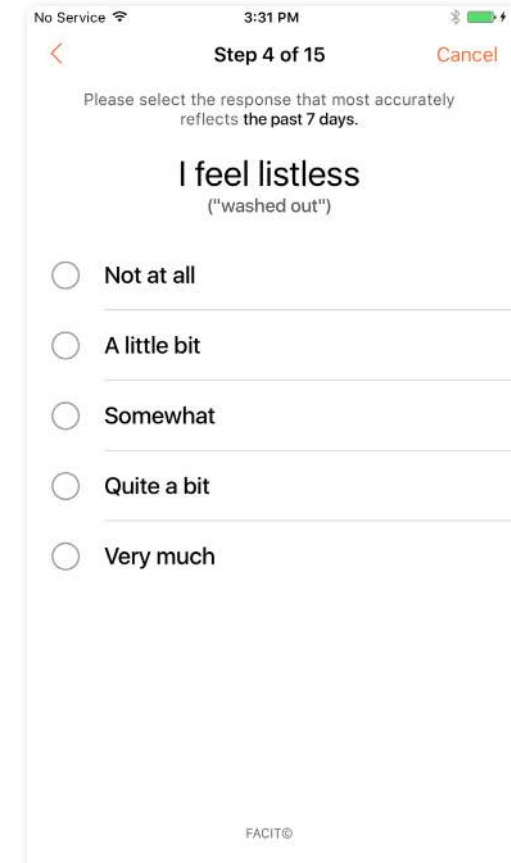 No Service 3:31 PM
Step 4 of 15 Cancel
Please select the response that most accurately
reflects the past 7 days.
I feel listless
("washed out")
Not at all
A little bit
Somewhat
Quite a bit
Very much
FACIT©